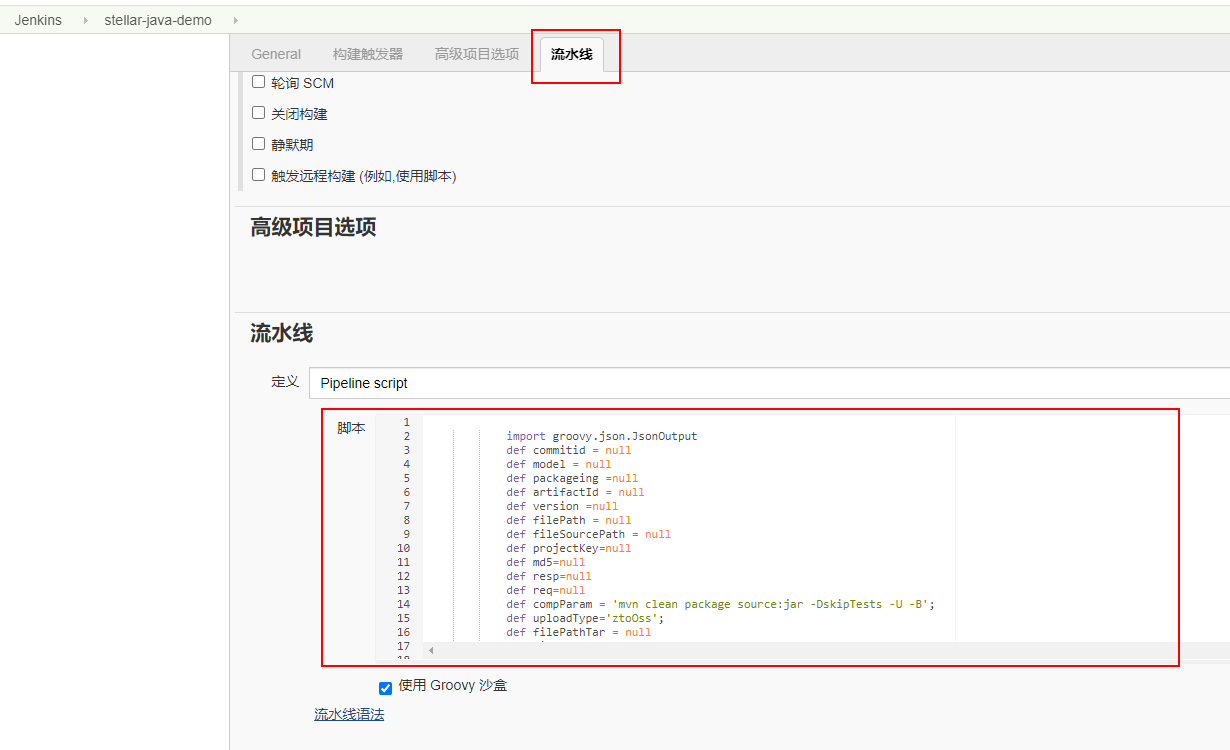 Jenkins stellar-java-demo
General 构建触发器 高级项目选项 流水线
轮询 SCM
关闭构建
静默期
触发远程构建 (例如,使用脚本)
高级项目选项
流水线
定义 Pipeline script
脚本
1
2 import groovy.json.JsonOutput
3 def commitid = null
4 def model = null
5 def packageing =null
6 def artifactId = null
7 def version =null
8 def filePath = null
9 def fileSourcePath = null
10 def projectKey=null
11 def md5=null
12 def resp=null
13 def req=null
14 def compParam = 'mvn clean package source:jar -DskipTests -U -B';
15 def uploadType='ztoOss';
16 def filePathTar = null
17
使用 Groovy 沙盒
流水线语法